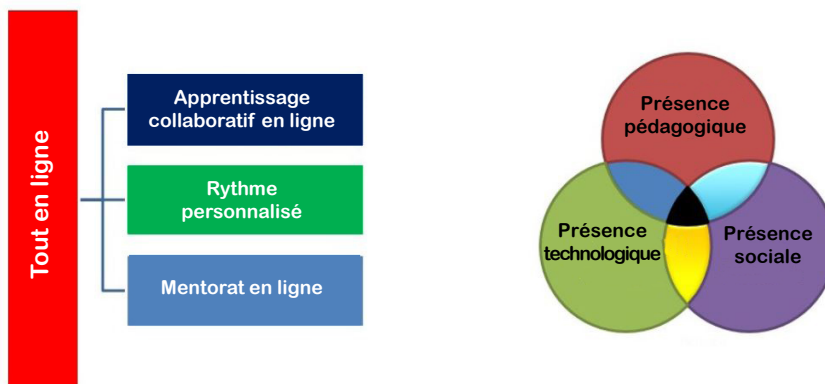 Tout en ligne
Apprentissage
collaboratif en ligne
Rythme
personnalisé
Mentorat en ligne
Présence
pédagogique
Présence
technologique
Présence
sociale